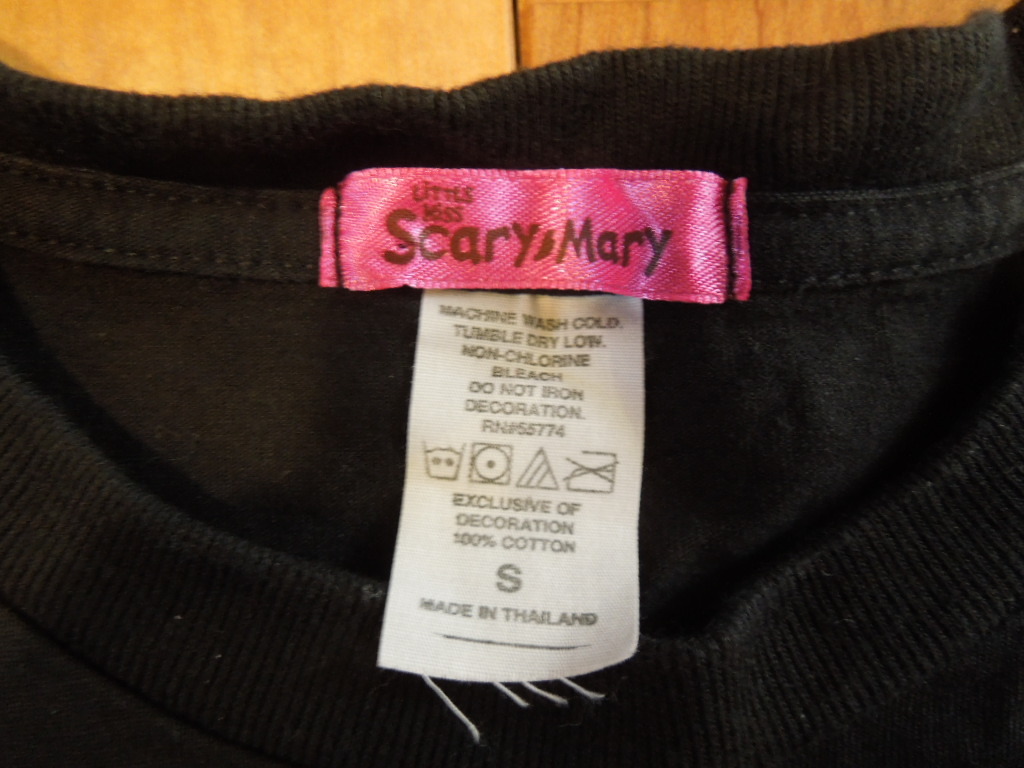 LITTLE
MISS
Scary Mary
MACHINE WASH COLD.
TUMBLE DRY LOW.
NON-CHLORINE
BLEACH
DO NOT IRON
DECORATION.
RN#55774
EXCLUSIVE OF
DECORATION
100% COTTON
S
MADE IN THAILAND